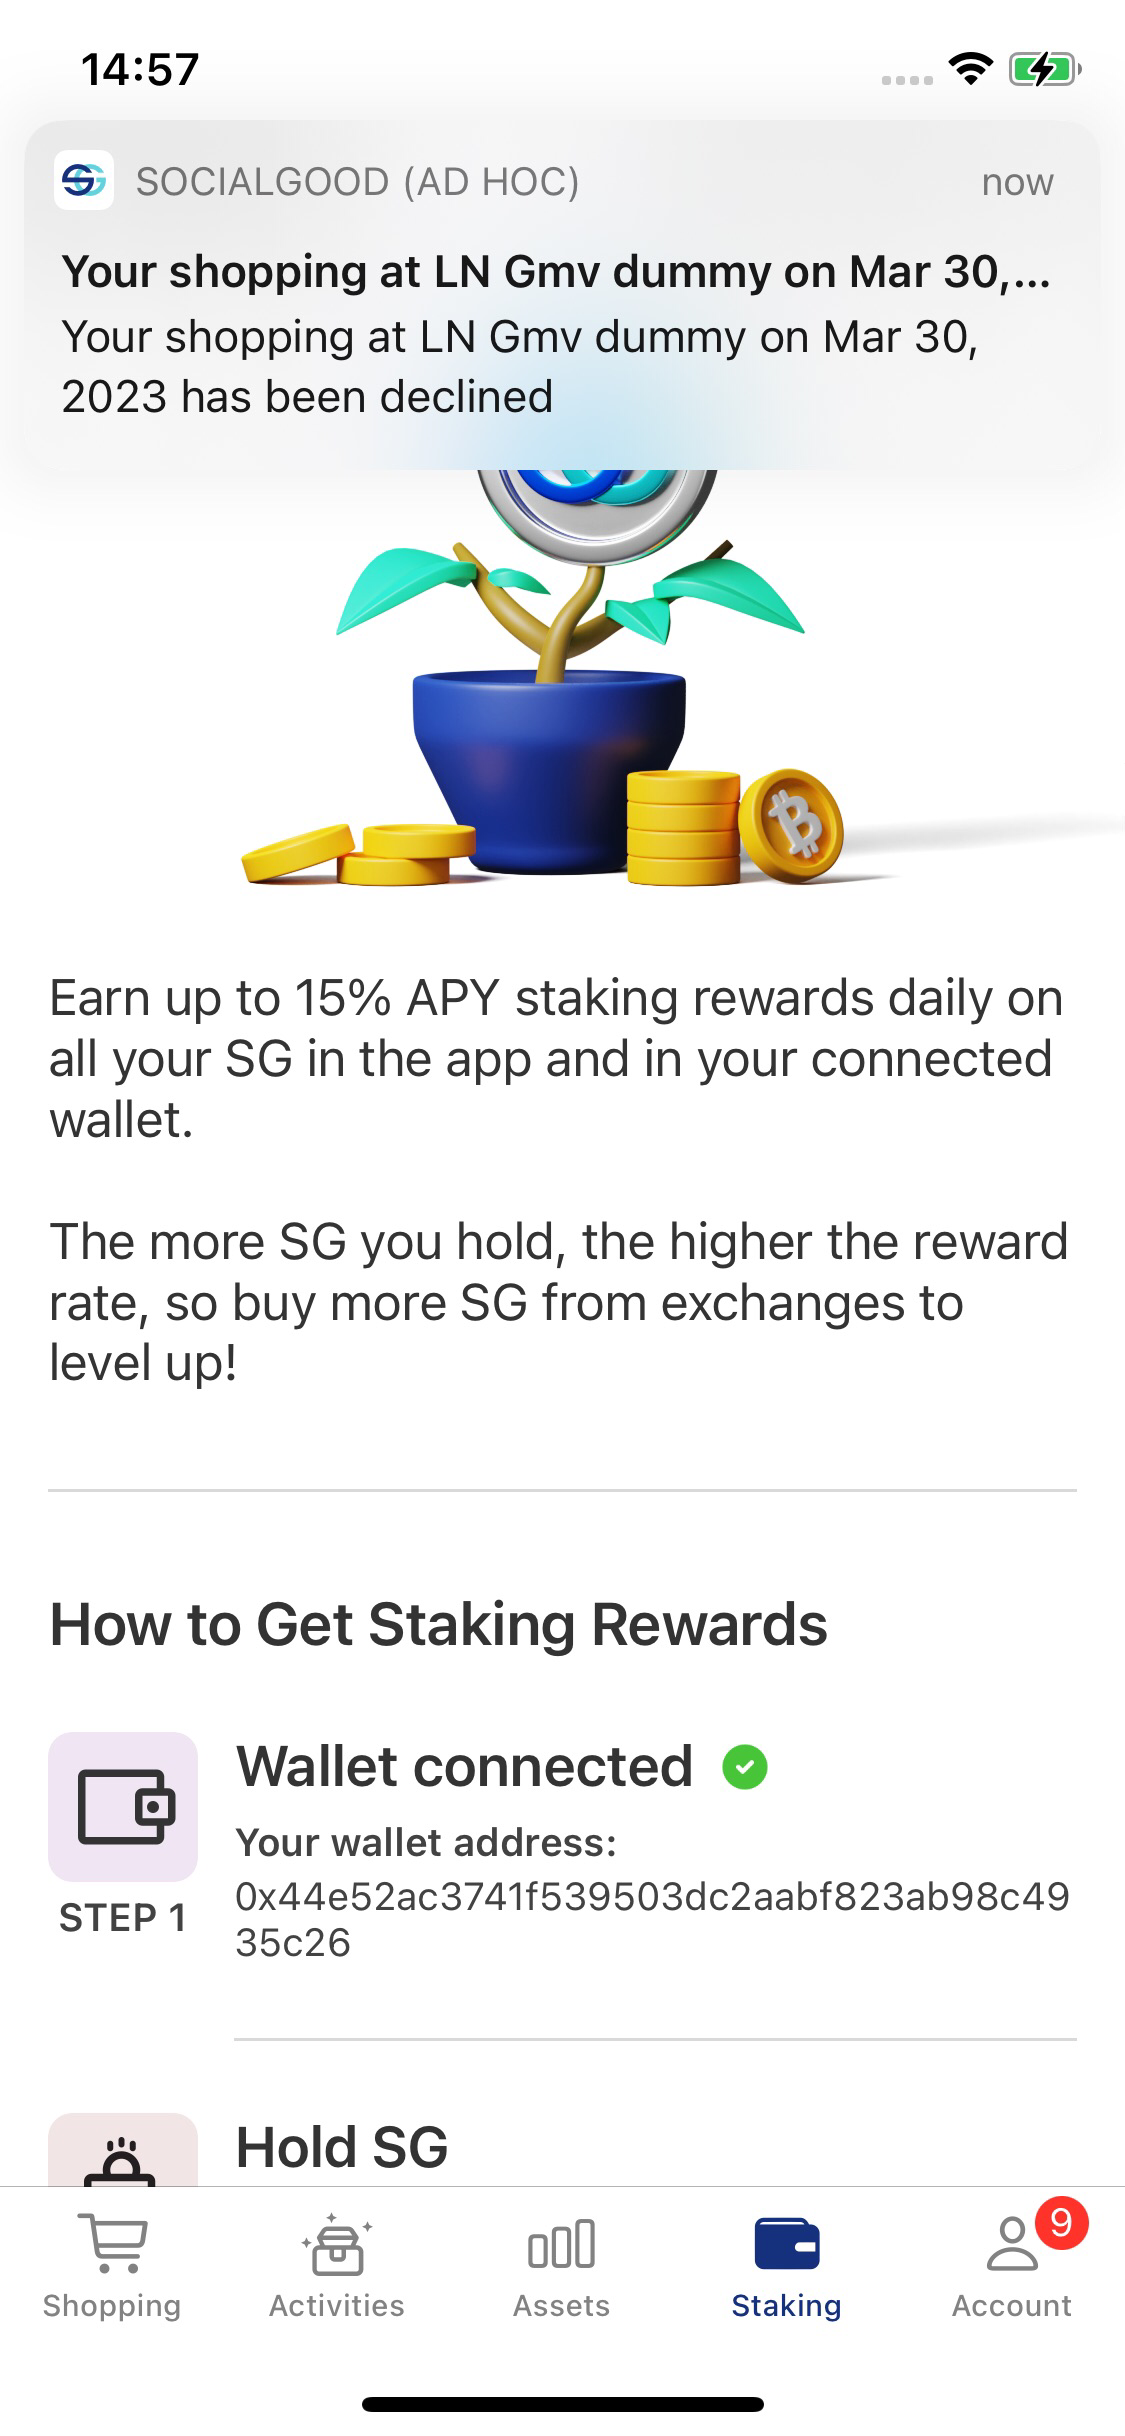 14:57
SOCIALGOOD (AD HOC)
now
Your shopping at LN Gmv dummy on Mar 30,...
Your shopping at LN Gmv dummy on Mar 30,
2023 has been declined
Earn up to 15% APY staking rewards daily on
all your SG in the app and in your connected
wallet.
The more SG you hold, the higher the reward
rate, so buy more SG from exchanges to
level up!
How to Get Staking Rewards
Wallet connected
Your wallet address:
0x44e52ac3741f539503dc2aabf823ab98c49
35c26
STEP 1
Hold SG
9
Shopping
Activities
Assets
Staking
Account